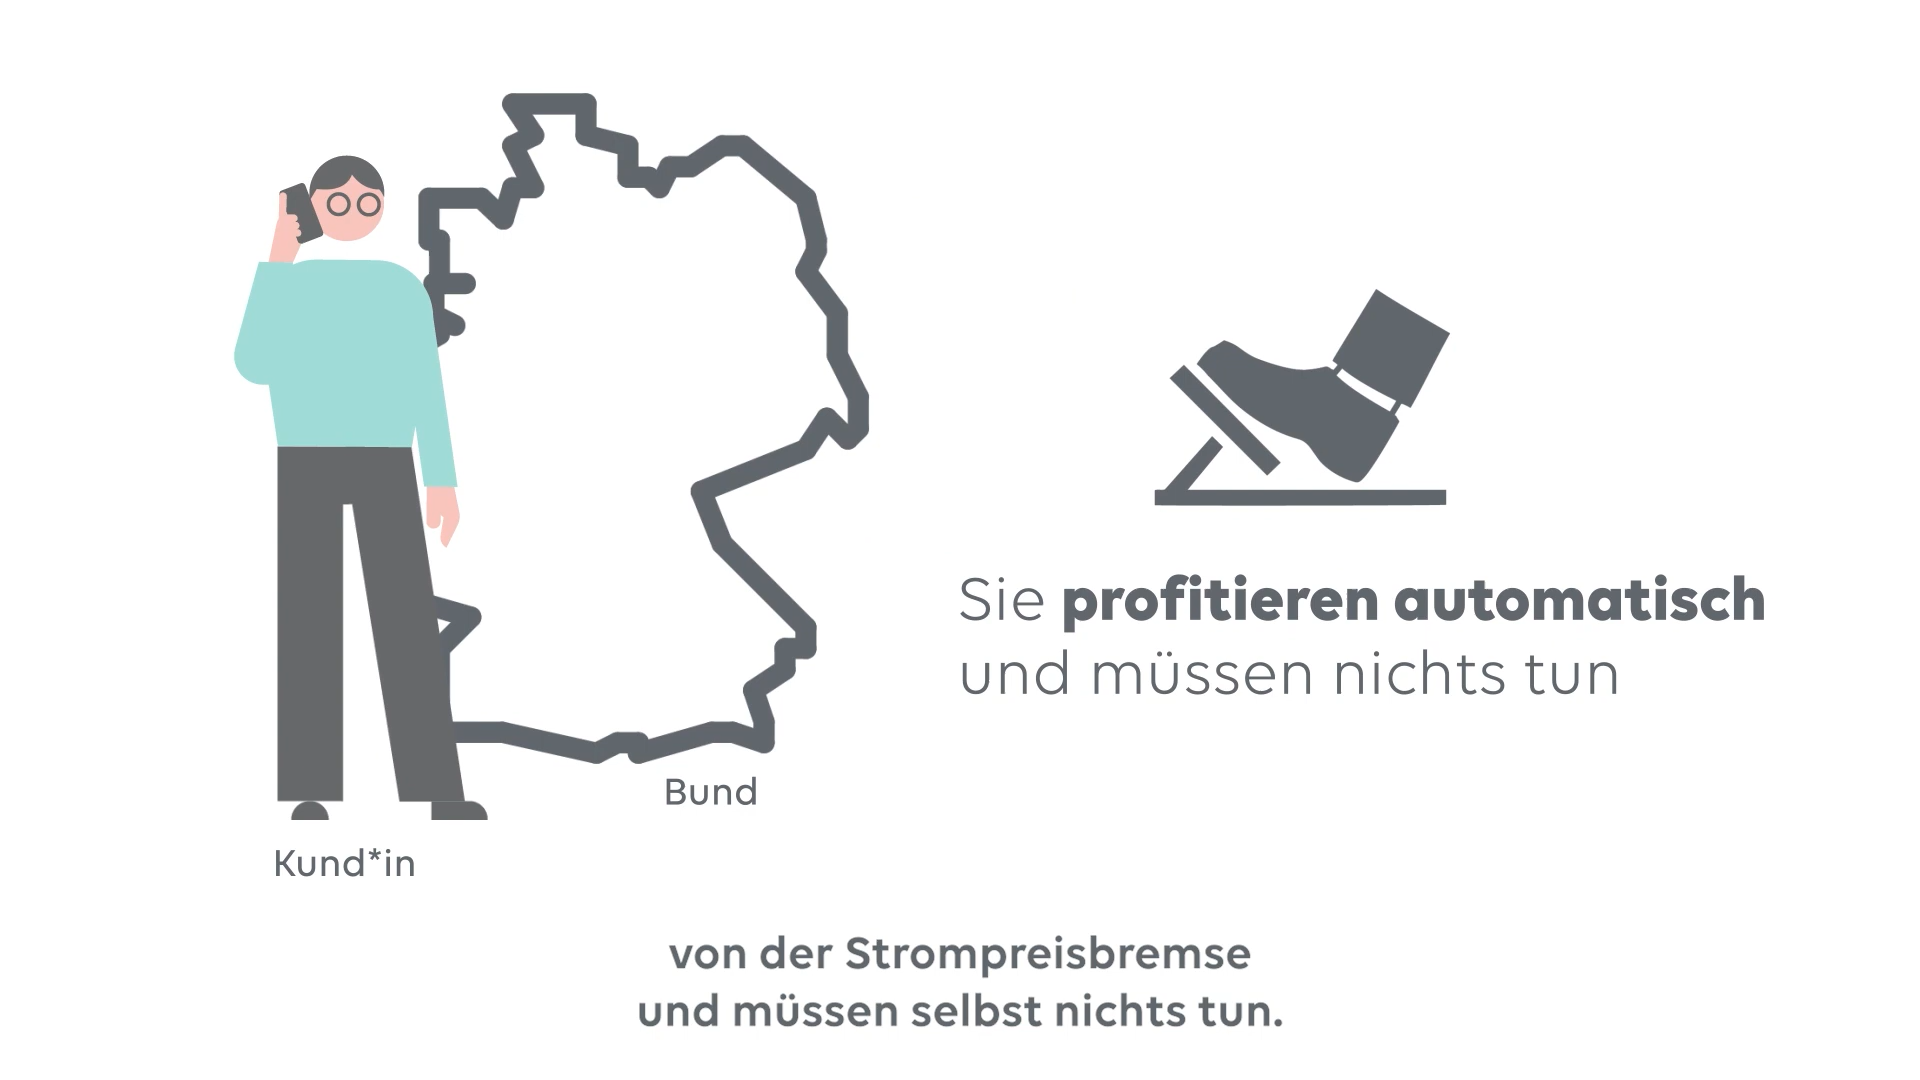 Sie profitieren automatisch
und müssen nichts tun
Bund
Kund*in
von der Strompreisbremse
und müssen selbst nichts tun.